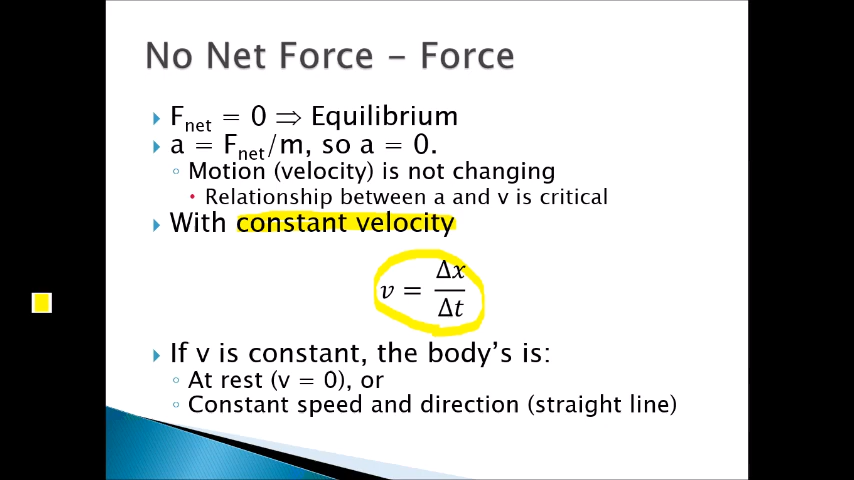 No Net Force – Force
F_net = 0 ⇒ Equilibrium
a = F_net/m, so a = 0.
Motion (velocity) is not changing
Relationship between a and v is critical
With constant velocity
v = Δx/Δt
If v is constant, the body's is:
At rest (v = 0), or
Constant speed and direction (straight line)